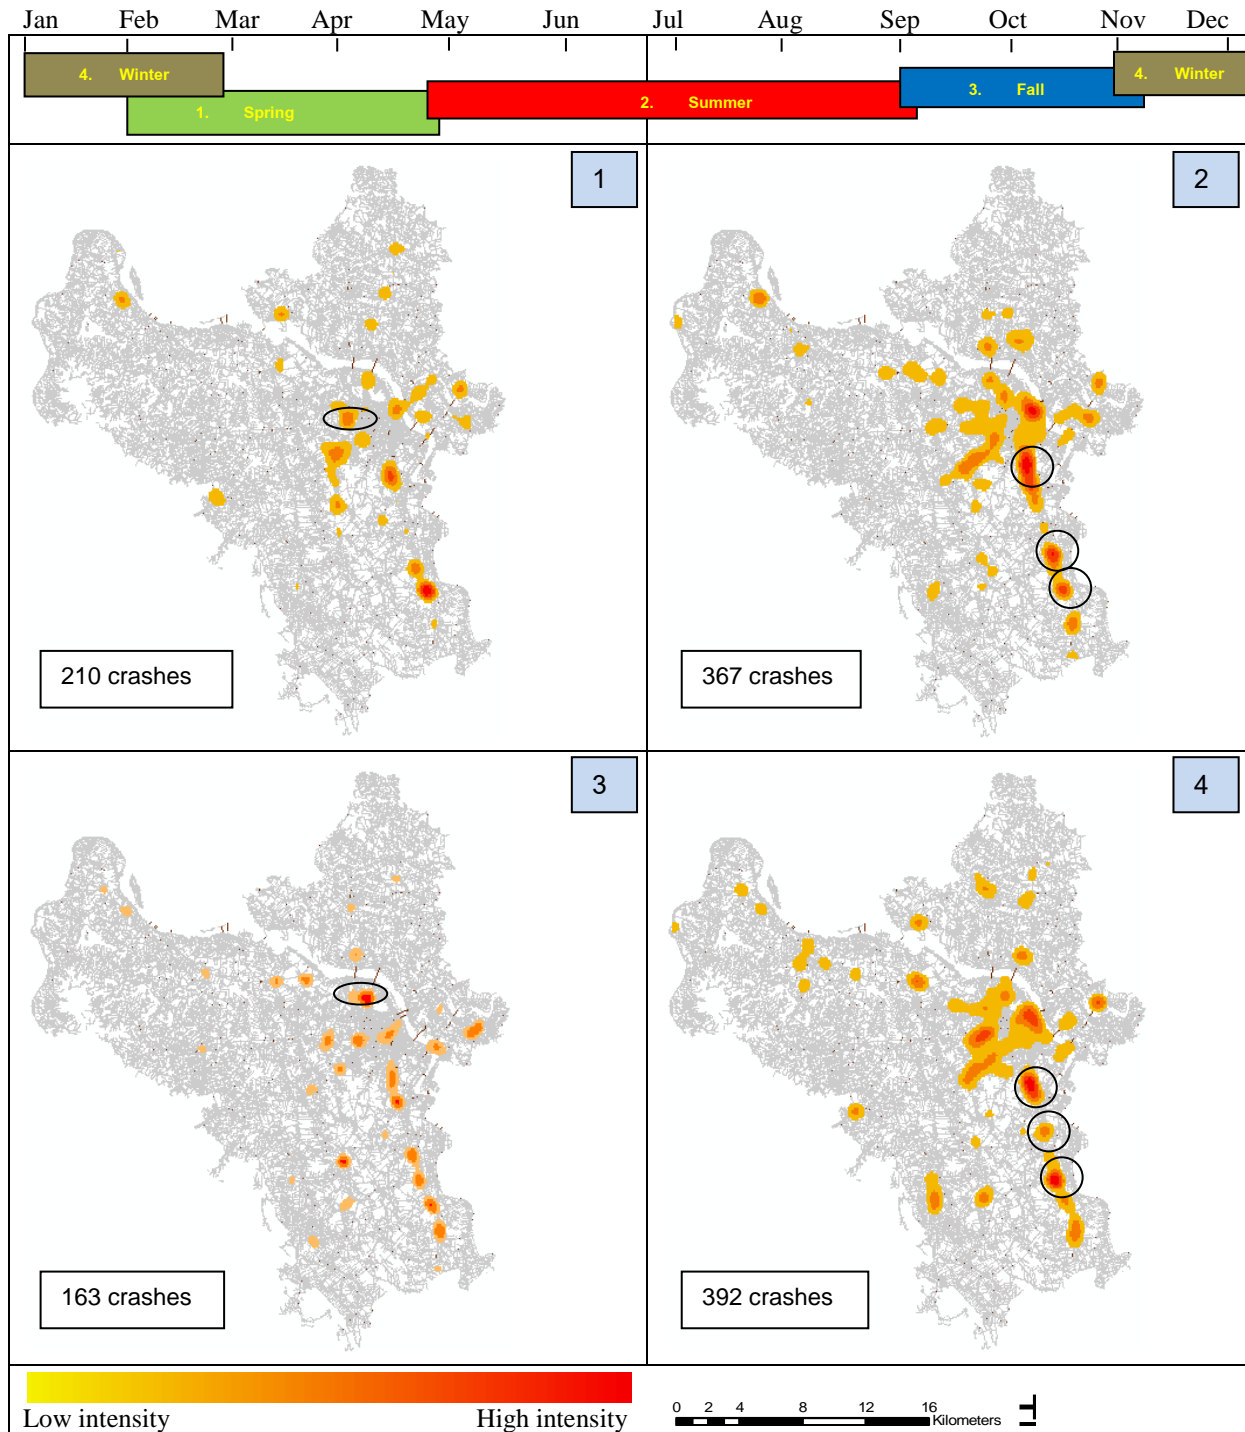 Jan Feb Mar Apr May Jun Jul Aug Sep Oct Nov Dec
4. Winter
1. Spring
2. Summer
3. Fall
4. Winter
1
2
210 crashes
367 crashes
3
4
163 crashes
392 crashes
Low intensity High intensity
0 2 4 8 12 16
Kilometers